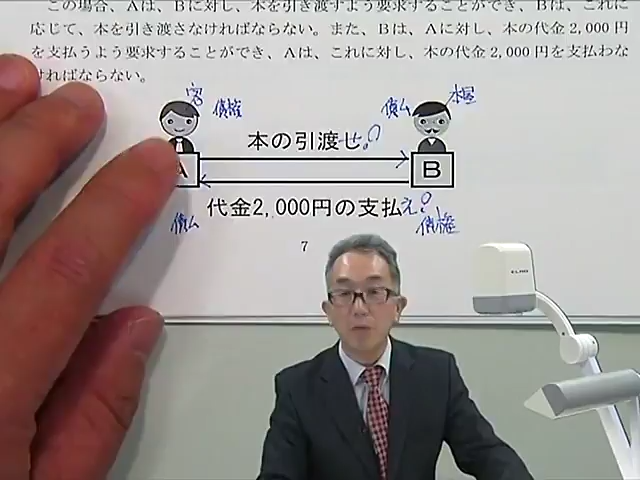 この場合、Aは、Bに対し、本を引き渡すよう要求することができ、Bは、これに
応じて、本を引き渡さなければならない。また、Bは、Aに対し、本の代金2,000円
を支払うよう要求することができ、Aは、これに対し、本の代金2,000円を支払わな
ければならない。
客 債権 債ム 本屋
本の引渡せ!
A B
代金2,000円の支払え!
債ム 債権
7
ELMO